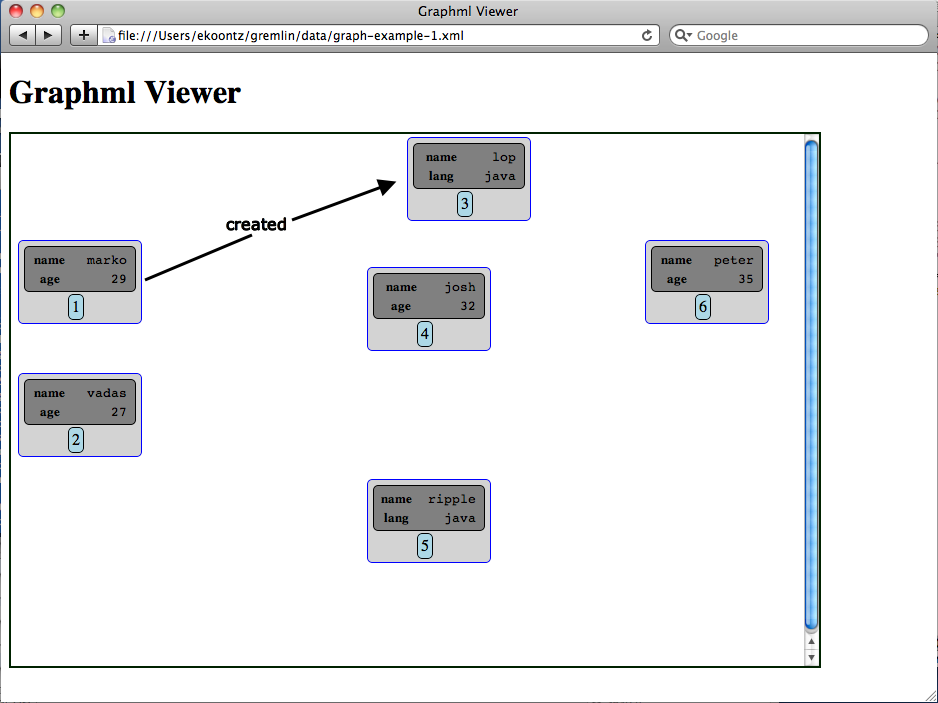 Graphml Viewer
file:///Users/ekoontz/gremlin/data/graph-example-1.xml
Google
Graphml Viewer
name lop
lang java
3
created
name marko
age 29
1
name josh
age 32
4
name peter
age 35
6
name vadas
age 27
2
name ripple
lang java
5